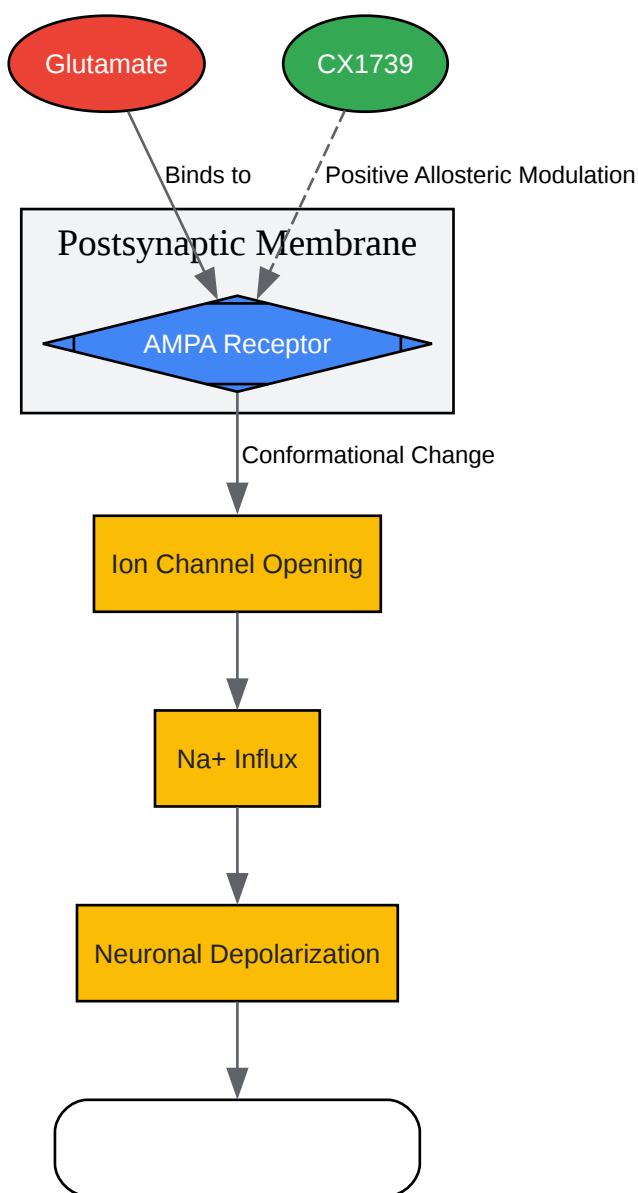 Glutamate
CX1739
Binds to
Positive Allosteric Modulation
Postsynaptic Membrane
AMPA Receptor
Conformational Change
Ion Channel Opening
Na+ Influx
Neuronal Depolarization